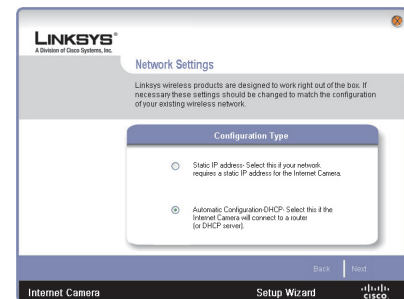 LINKSYS®
A Division of Cisco Systems, Inc.
Network Settings
Linksys wireless products are designed to work right out of the box. If
necessary these settings should be changed to match the configuration
of your existing wireless network.
Configuration Type
Static IP address- Select this if your network
requires a static IP address for the Internet Camera.
Automatic Configuration-DHCP- Select this if the
Internet Camera will connect to a router
(or DHCP server).
Back Next
Internet Camera Setup Wizard
CISCO